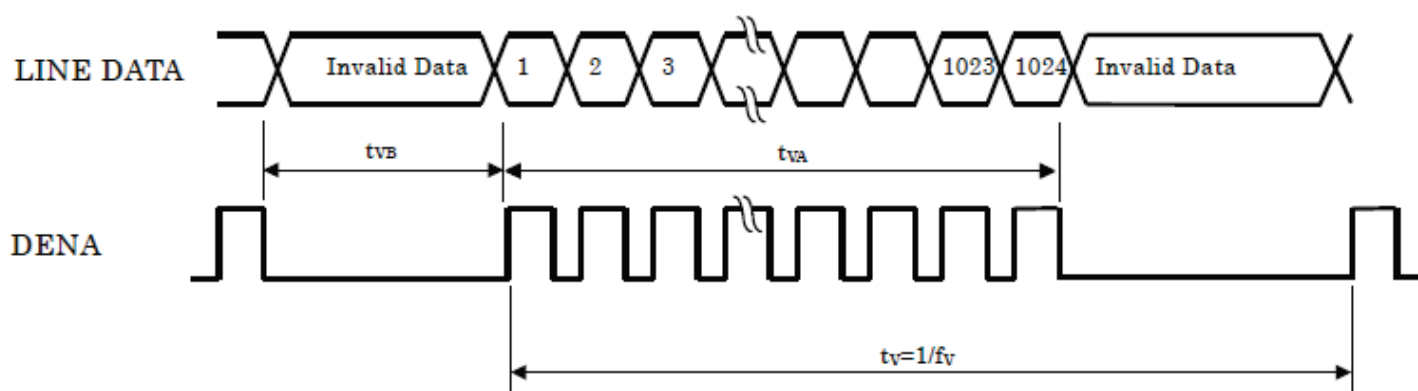 LINE DATA Invalid Data 1 2 3 1023 1024 Invalid Data
tVB tVA
DENA
tV=1/fV